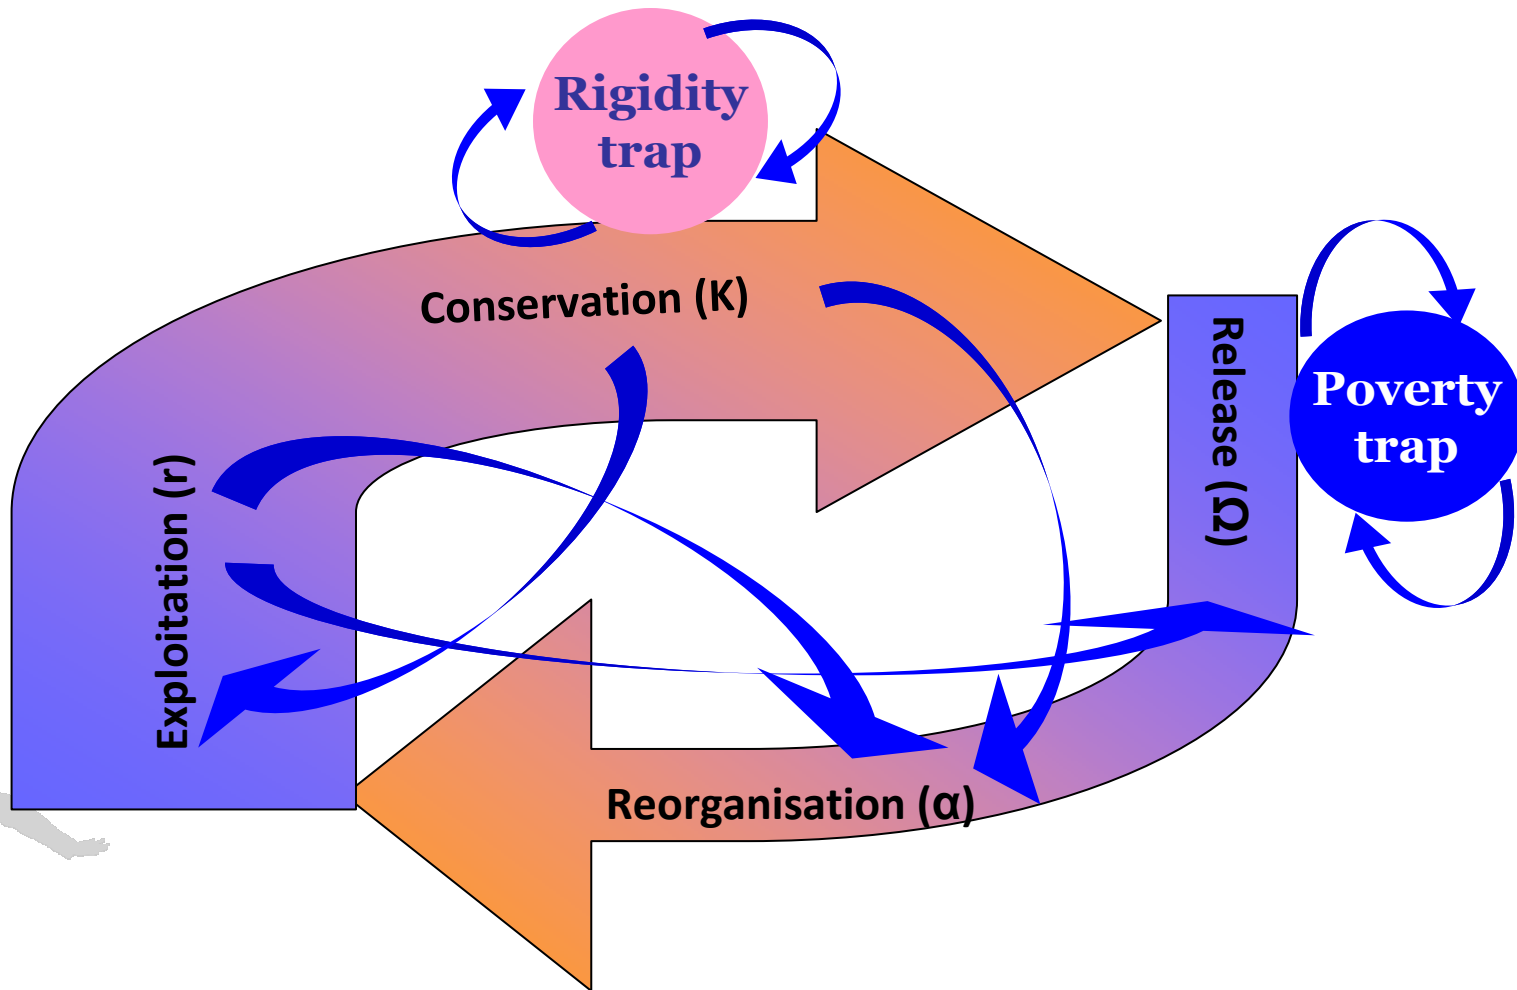 Rigidity
trap
Conservation (K)
Release (Ω)
Poverty
trap
Exploitation (r)
Reorganisation (α)